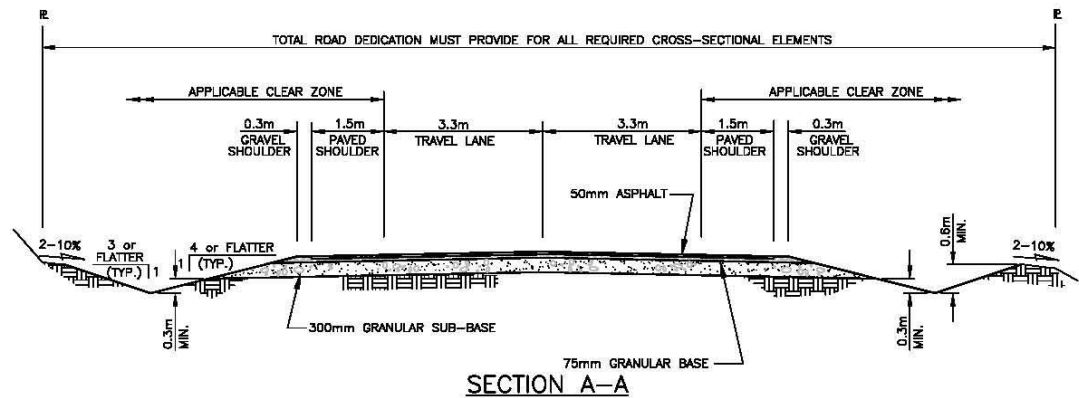 ℄ ℄
TOTAL ROAD DEDICATION MUST PROVIDE FOR ALL REQUIRED CROSS-SECTIONAL ELEMENTS
APPLICABLE CLEAR ZONE
APPLICABLE CLEAR ZONE
0.3m
GRAVEL
SHOULDER
1.5m
PAVED
SHOULDER
3.3m
TRAVEL LANE
3.3m
TRAVEL LANE
1.5m
PAVED
SHOULDER
0.3m
GRAVEL
SHOULDER
50mm ASPHALT
2-10%
3 or
FLATTER
(TYP.)
1
4 or FLATTER
(TYP.)
1
0.6m
MIN.
2-10%
0.3m
MIN.
300mm GRANULAR SUB-BASE
0.3m
MIN.
75mm GRANULAR BASE
SECTION A-A